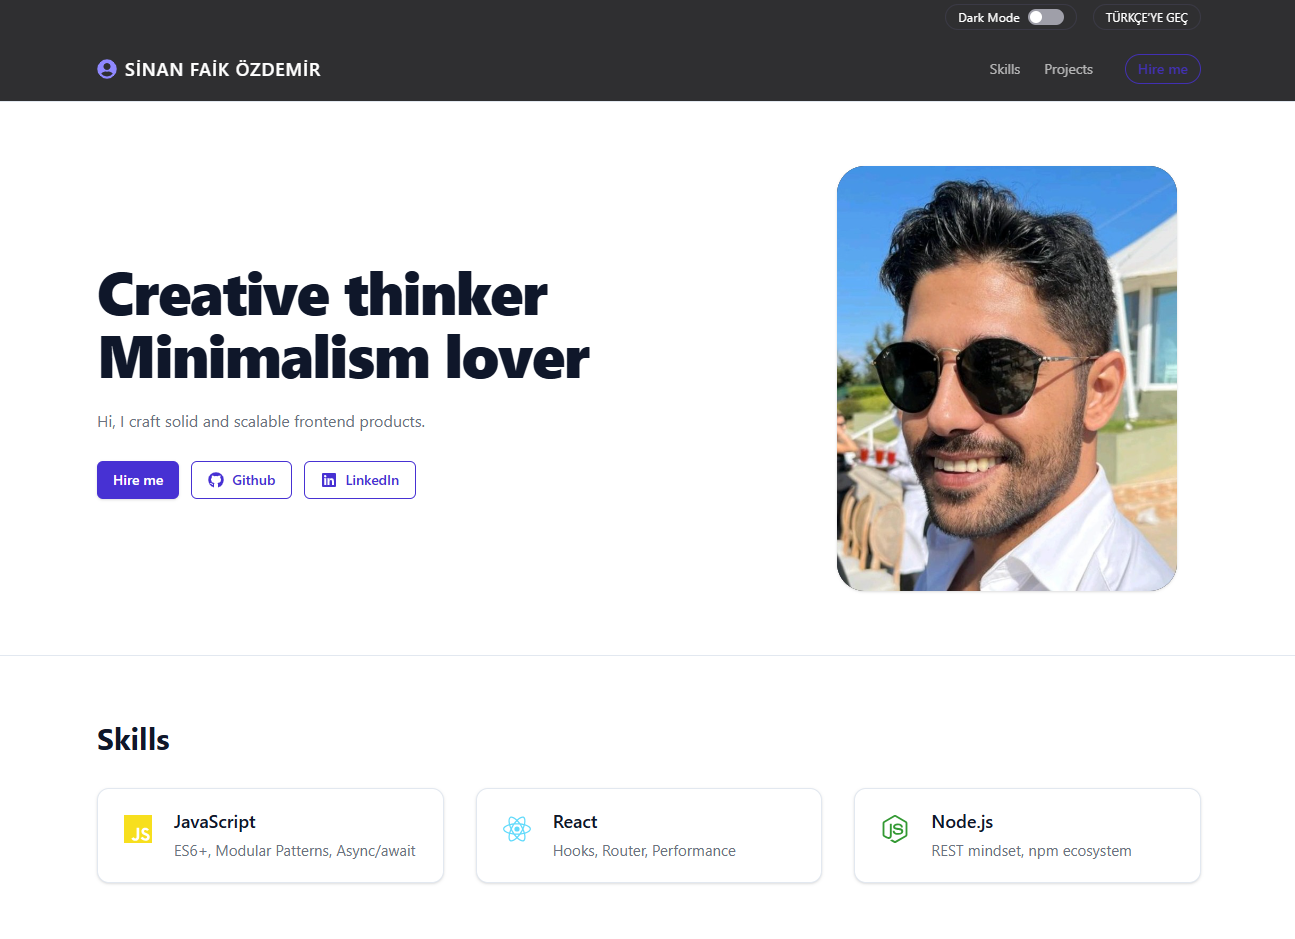 Dark Mode
TÜRKÇE'YE GEÇ
SİNAN FAİK ÖZDEMİR
Skills
Projects
Hire me
Creative thinker
Minimalism lover
Hi, I craft solid and scalable frontend products.
Hire me
Github
LinkedIn
Skills
JS
JavaScript
ES6+, Modular Patterns, Async/await
React
Hooks, Router, Performance
JS
Node.js
REST mindset, npm ecosystem